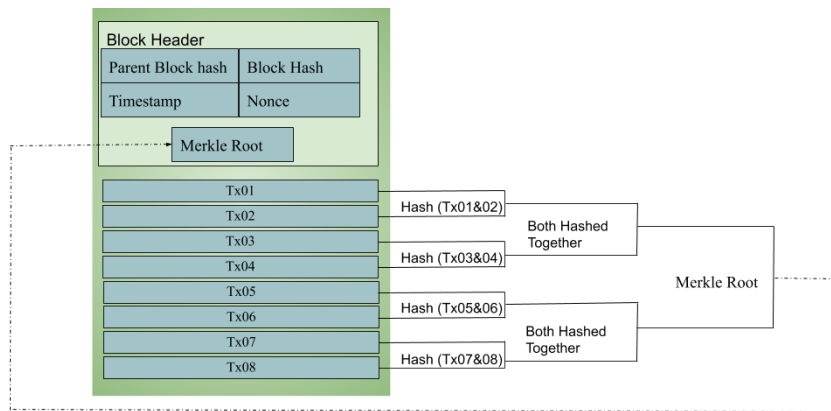 Block Header
Parent Block hash
Block Hash
Timestamp
Nonce
Merkle Root
Tx01
Tx02
Tx03
Tx04
Tx05
Tx06
Tx07
Tx08
Hash (Tx01&02)
Hash (Tx03&04)
Hash (Tx05&06)
Hash (Tx07&08)
Both Hashed
Together
Both Hashed
Together
Merkle Root